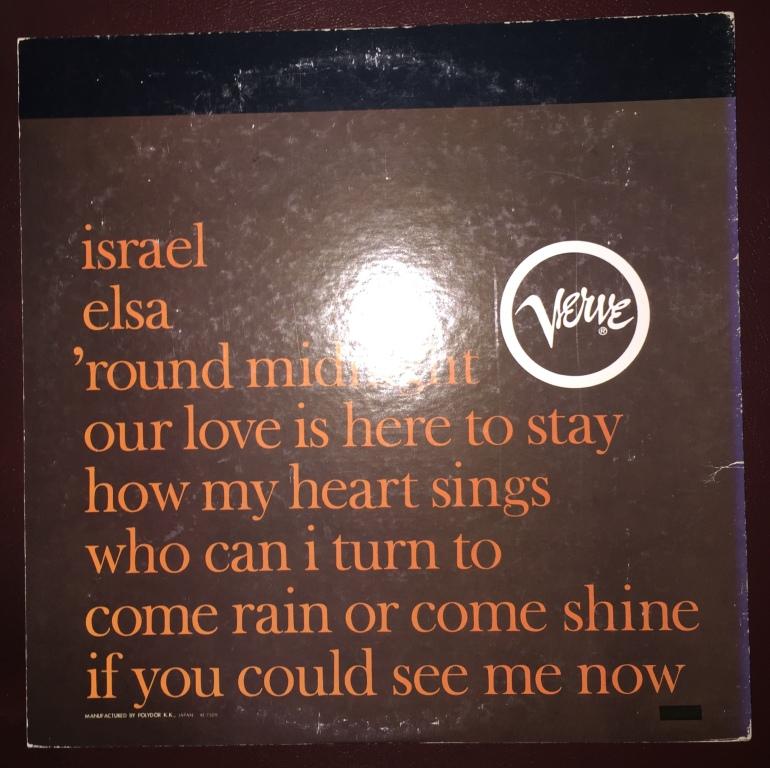 israel
elsa
Verve
®
'round midnight
our love is here to stay
how my heart sings
who can i turn to
come rain or come shine
if you could see me now
MANUFACTURED BY POLYDOR K.K., JAPAN